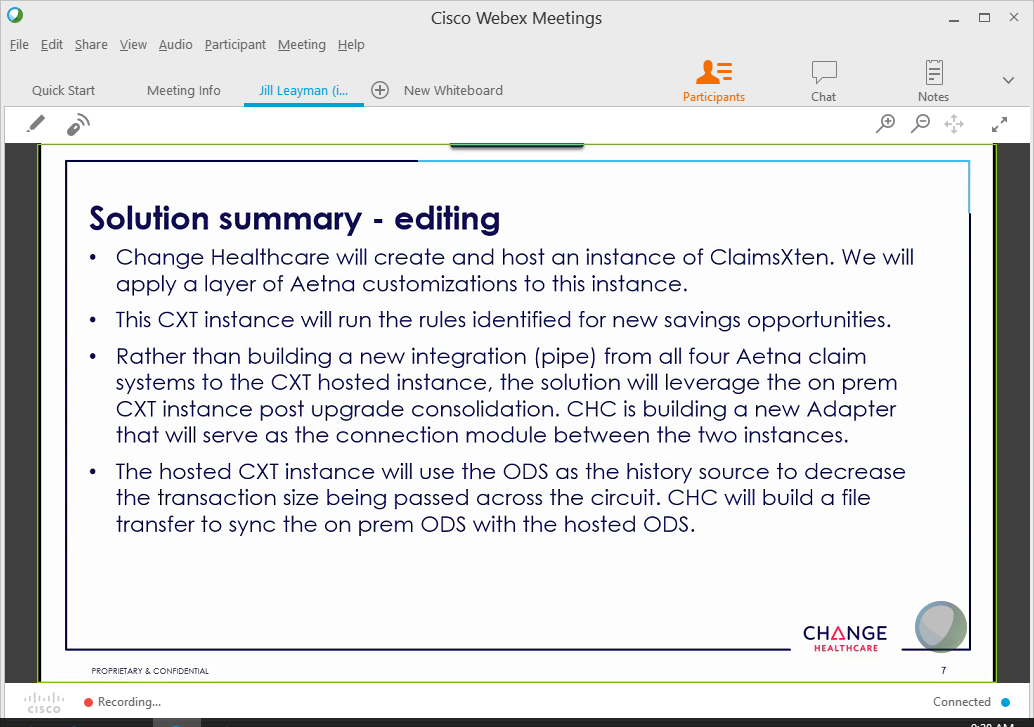 Cisco Webex Meetings
File Edit Share View Audio Participant Meeting Help
Quick Start Meeting Info Jill Leayman (i... New Whiteboard
Participants Chat Notes
Solution summary - editing
• Change Healthcare will create and host an instance of ClaimsXten. We will
apply a layer of Aetna customizations to this instance.
• This CXT instance will run the rules identified for new savings opportunities.
• Rather than building a new integration (pipe) from all four Aetna claim
systems to the CXT hosted instance, the solution will leverage the on prem
CXT instance post upgrade consolidation. CHC is building a new Adapter
that will serve as the connection module between the two instances.
• The hosted CXT instance will use the ODS as the history source to decrease
the transaction size being passed across the circuit. CHC will build a file
transfer to sync the on prem ODS with the hosted ODS.
CHANGE
HEALTHCARE
PROPRIETARY & CONFIDENTIAL 7
CISCO Recording... Connected